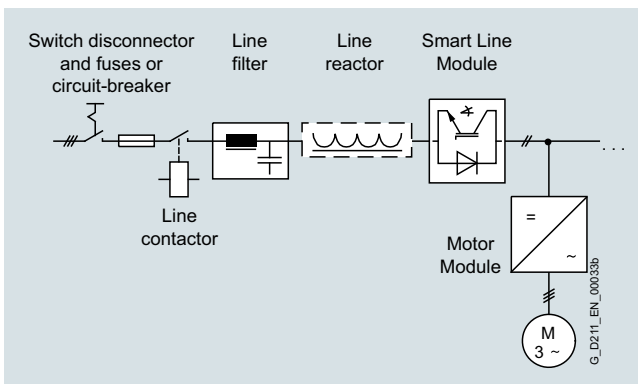 Switch disconnector
and fuses or
circuit-breaker
Line
filter
Line
reactor
Smart Line
Module
Line
contactor
. . .
=
~
Motor
Module
M
3 ~
G_D211_EN_00033b